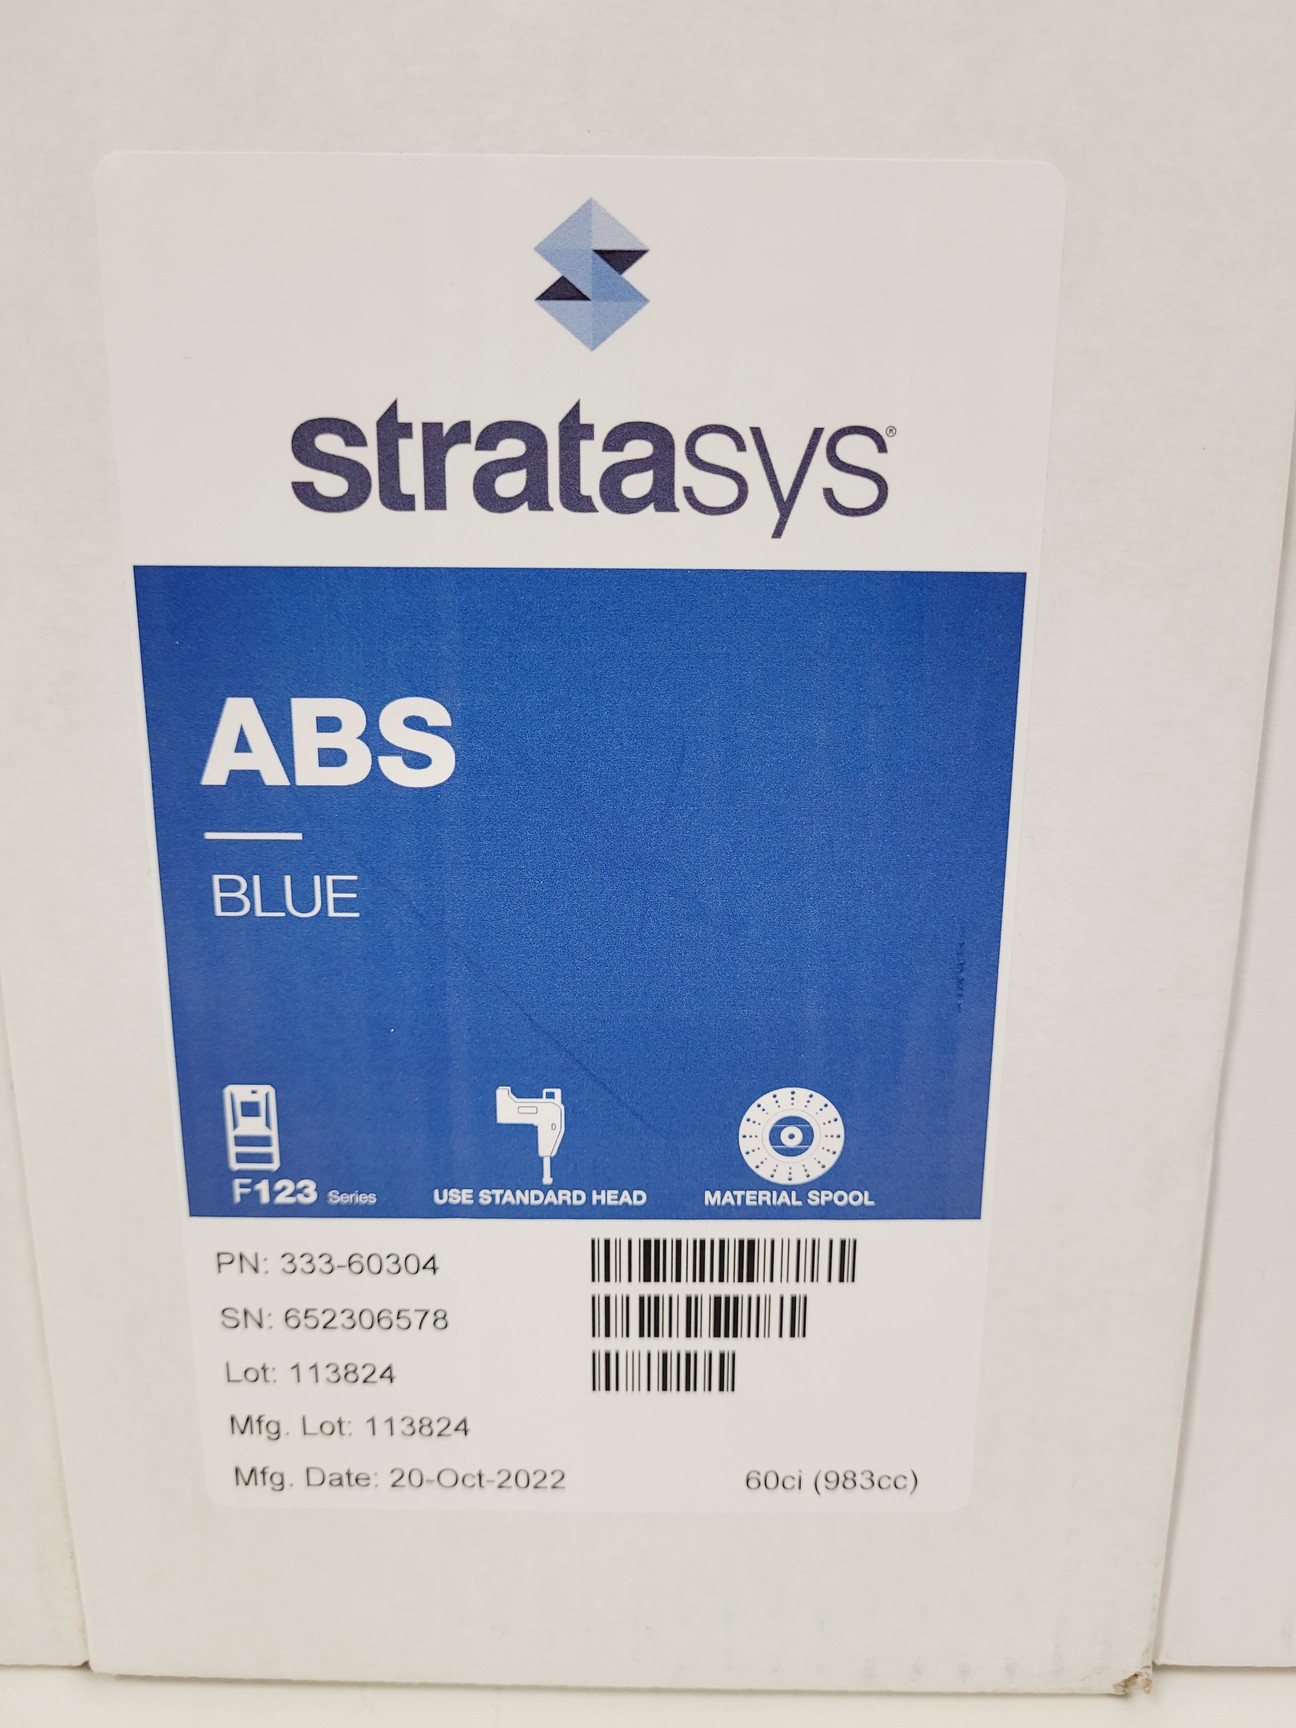 stratasys®
ABS
BLUE
F123 Series
USE STANDARD HEAD
MATERIAL SPOOL
PN: 333-60304
SN: 652306578
Lot: 113824
Mfg. Lot: 113824
Mfg. Date: 20-Oct-2022
60ci (983cc)